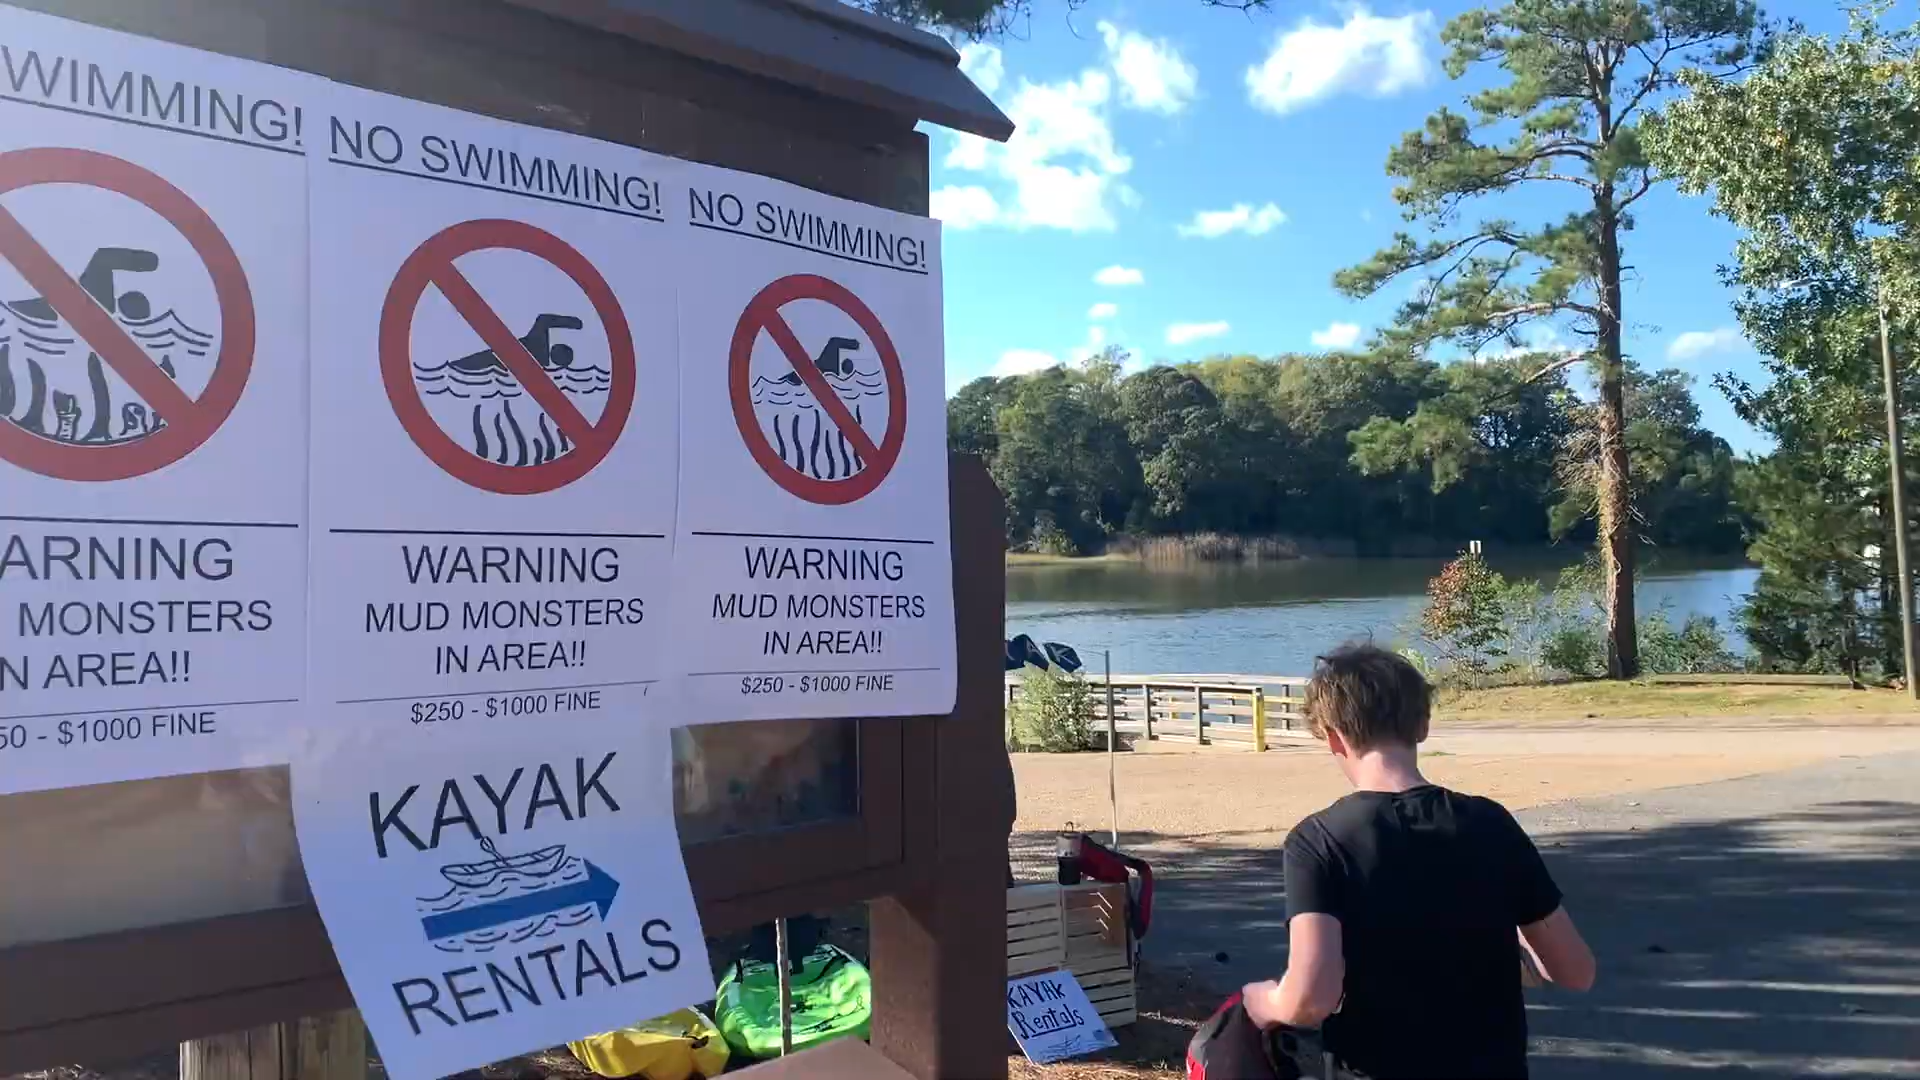 WIMMING!
ARNING
MONSTERS
N AREA!!
50 - $1000 FINE
NO SWIMMING!
WARNING
MUD MONSTERS
IN AREA!!
$250 - $1000 FINE
NO SWIMMING!
WARNING
MUD MONSTERS
IN AREA!!
$250 - $1000 FINE
KAYAK
RENTALS
KAYAK
Rentals